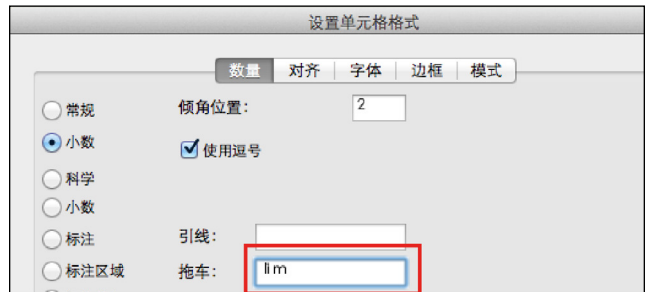 设置单元格格式
数量 对齐 字体 边框 模式
常规 倾角位置： 2
小数 使用逗号
科学
小数
标注 引线：
标注区域 拖车： lim